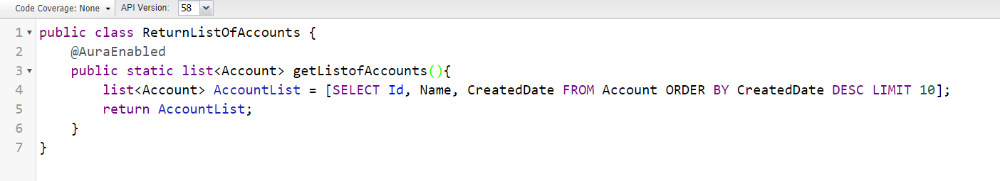 Code Coverage: None API Version: 58
1 public class ReturnListOfAccounts {
2 @AuraEnabled
3 public static list<Account> getListofAccounts(){
4 list<Account> AccountList = [SELECT Id, Name, CreatedDate FROM Account ORDER BY CreatedDate DESC LIMIT 10];
5 return AccountList;
6 }
7 }